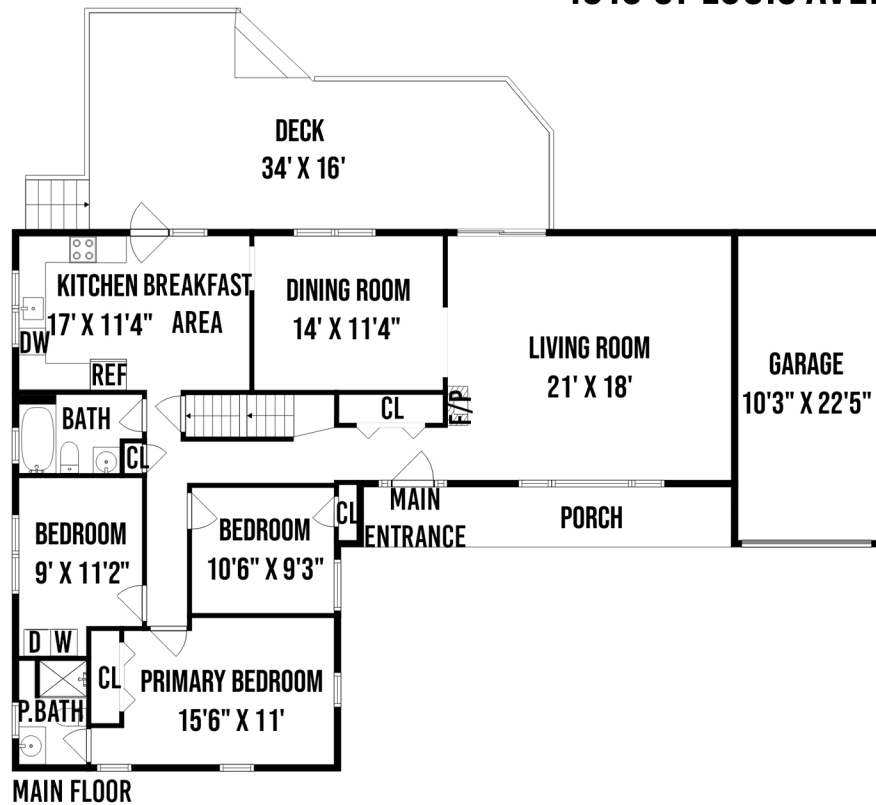 DECK
34' X 16'
KITCHEN BREAKFAST
17' X 11'4" AREA
DW
REF
DINING ROOM
14' X 11'4"
LIVING ROOM
21' X 18'
GARAGE
10'3" X 22'5"
F/P
CL
BATH
CL
MAIN
ENTRANCE
PORCH
BEDROOM
9' X 11'2"
BEDROOM
10'6" X 9'3"
CL
D W
CL
PRIMARY BEDROOM
15'6" X 11'
P.BATH
MAIN FLOOR